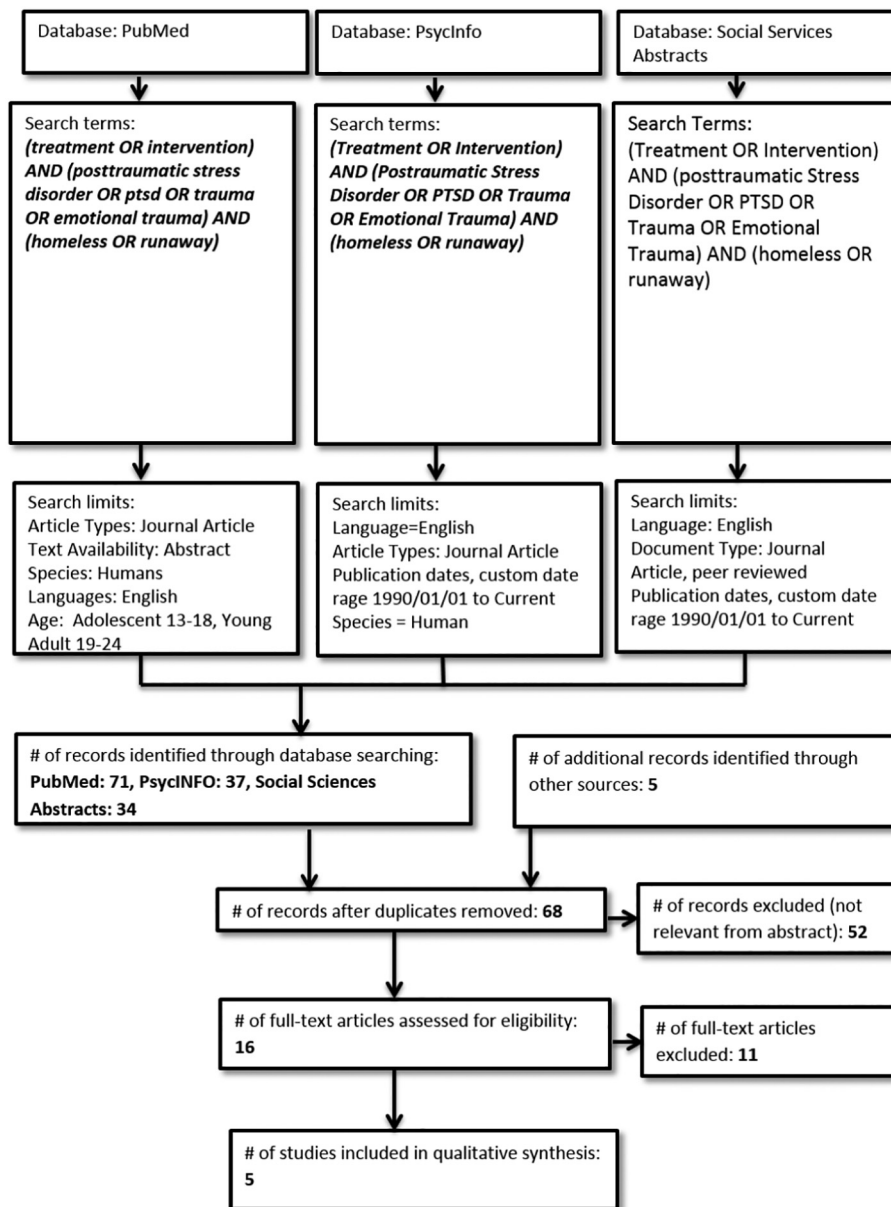 Database: PubMed
Database: PsycInfo
Database: Social Services
Abstracts
Search terms:
(treatment OR intervention)
AND (posttraumatic stress
disorder OR ptsd OR trauma
OR emotional trauma) AND
(homeless OR runaway)
Search terms:
(Treatment OR Intervention)
AND (Postraumatic Stress
Disorder OR PTSD OR Trauma
OR Emotional Trauma) AND
(homeless OR runaway)
Search Terms:
(Treatment OR Intervention)
AND (posttraumatic Stress
Disorder OR PTSD OR
Trauma OR Emotional
Trauma) AND (homeless OR
runaway)
Search limits:
Article Types: Journal Article
Text Availability: Abstract
Species: Humans
Languages: English
Age:  Adolescent 13-18, Young
Adult 19-24
Search limits:
Language=English
Article Types: Journal Article
Publication dates, custom date
rage 1990/01/01 to Current
Species = Human
Search limits:
Language: English
Document Type: Journal
Article, peer reviewed
Publication dates, custom date
rage 1990/01/01 to Current
# of records identified through database searching:
PubMed: 71, PsycINFO: 37, Social Sciences
Abstracts: 34
# of additional records identified through
other sources: 5
# of records after duplicates removed: 68
# of records excluded (not
relevant from abstract): 52
# of full-text articles assessed for eligibility:
16
# of full-text articles
excluded: 11
# of studies included in qualitative synthesis:
5